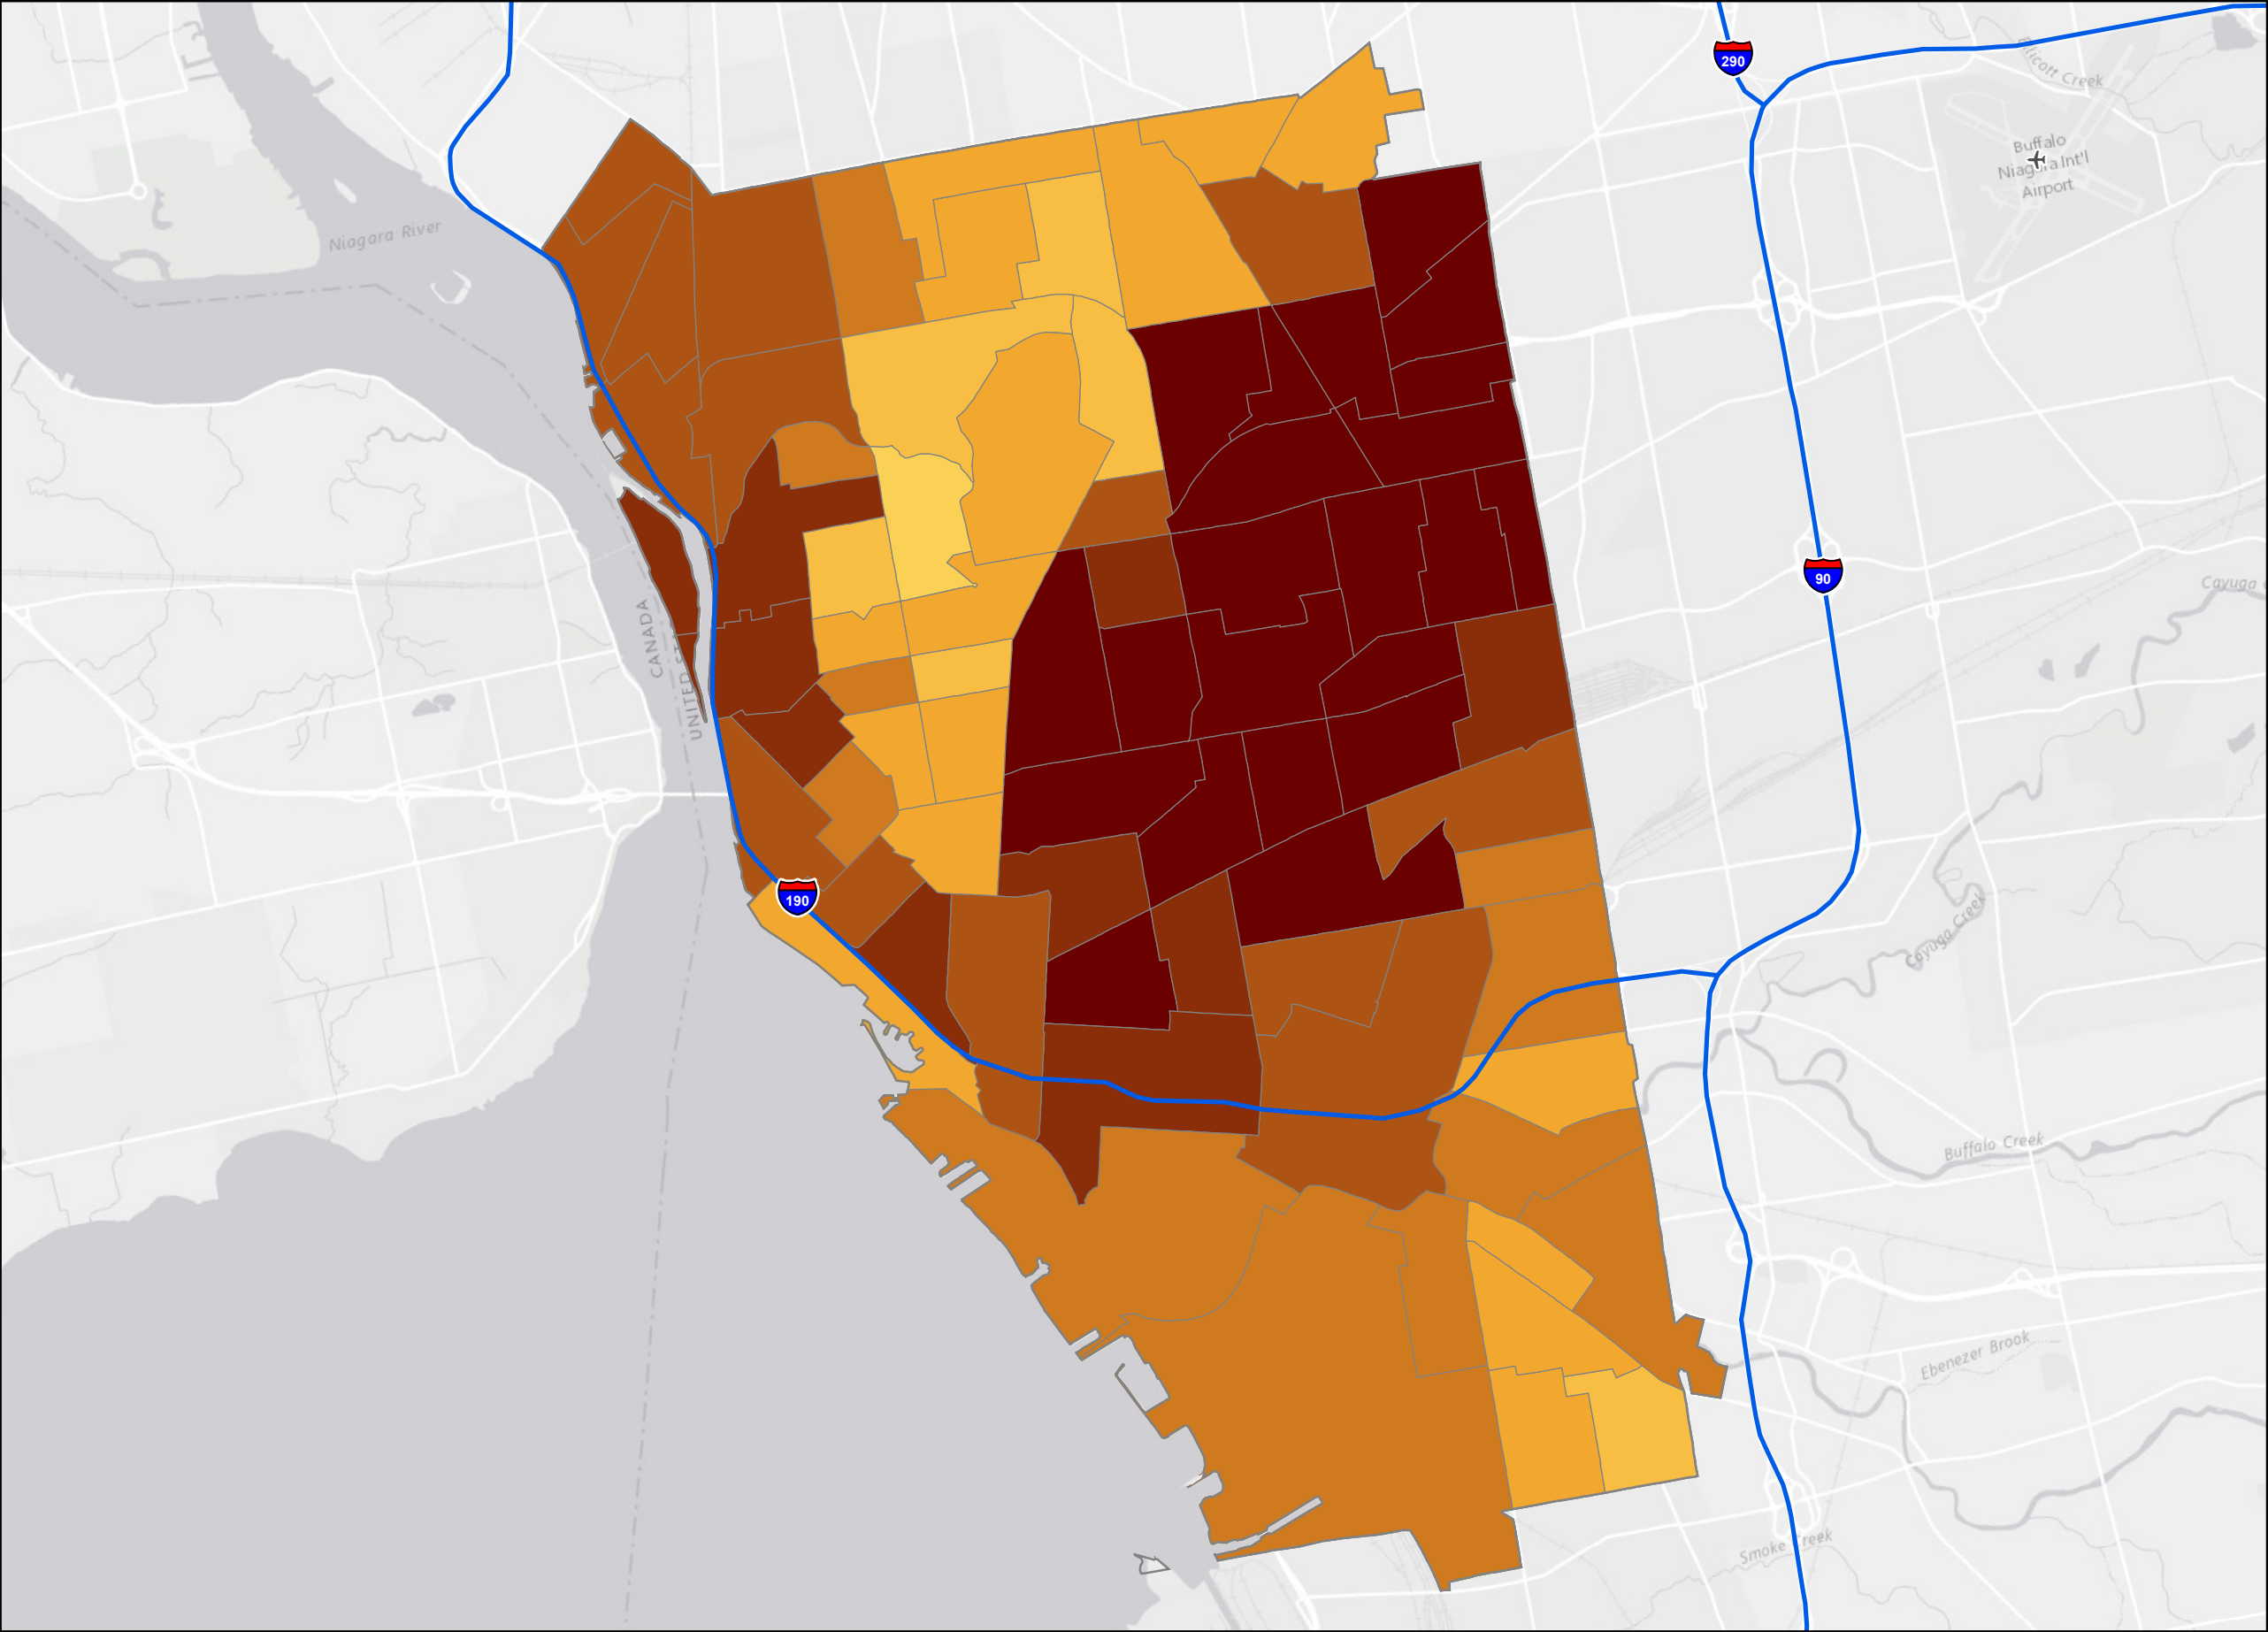 290
Ellicott Creek
Buffalo
Niagara Int'l
Airport
Niagara River
90
Cayuga
CANADA
UNITED ST
190
Cayuga Creek
Buffalo Creek
Ebenezer Brook
Smoke Creek